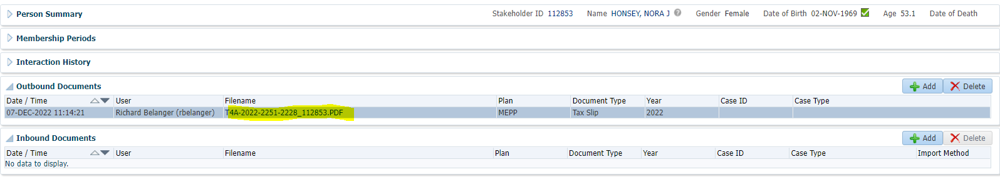 Person Summary Stakeholder ID 112853 Name HONSEY, NORA J Gender Female Date of Birth 02-NOV-1969 Age 53.1 Date of Death
Membership Periods
Interaction History
Outbound Documents Add Delete
Date / Time User Filename Plan Document Type Year Case ID Case Type
07-DEC-2022 11:14:21 Richard Belanger (rbelanger) T4A-2022-2251-2228_112853.PDF MEPP Tax Slip 2022
Inbound Documents Add Delete
Date / Time User Filename Plan Document Type Year Case ID Case Type Import Method
No data to display.